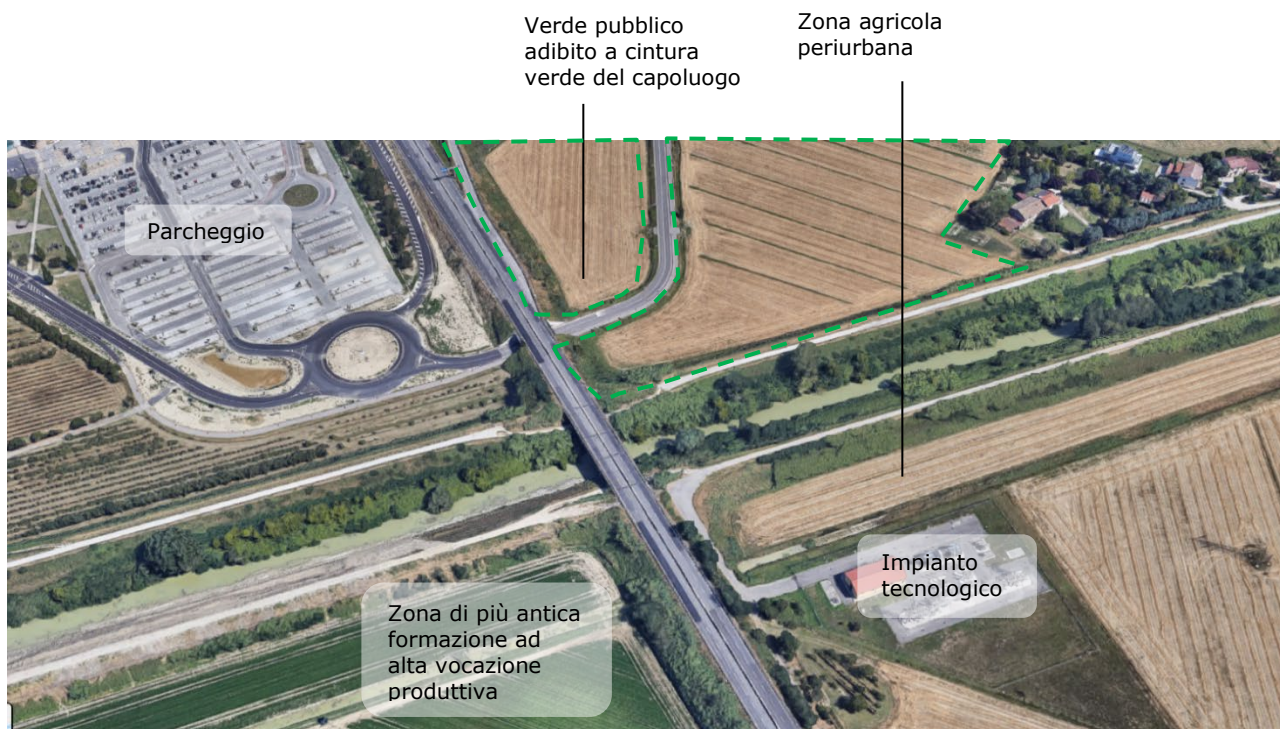 Verde pubblico
adibito a cintura
verde del capoluogo
Zona agricola
periurbana
Parcheggio
Impianto
tecnologico
Zona di più antica
formazione ad
alta vocazione
produttiva